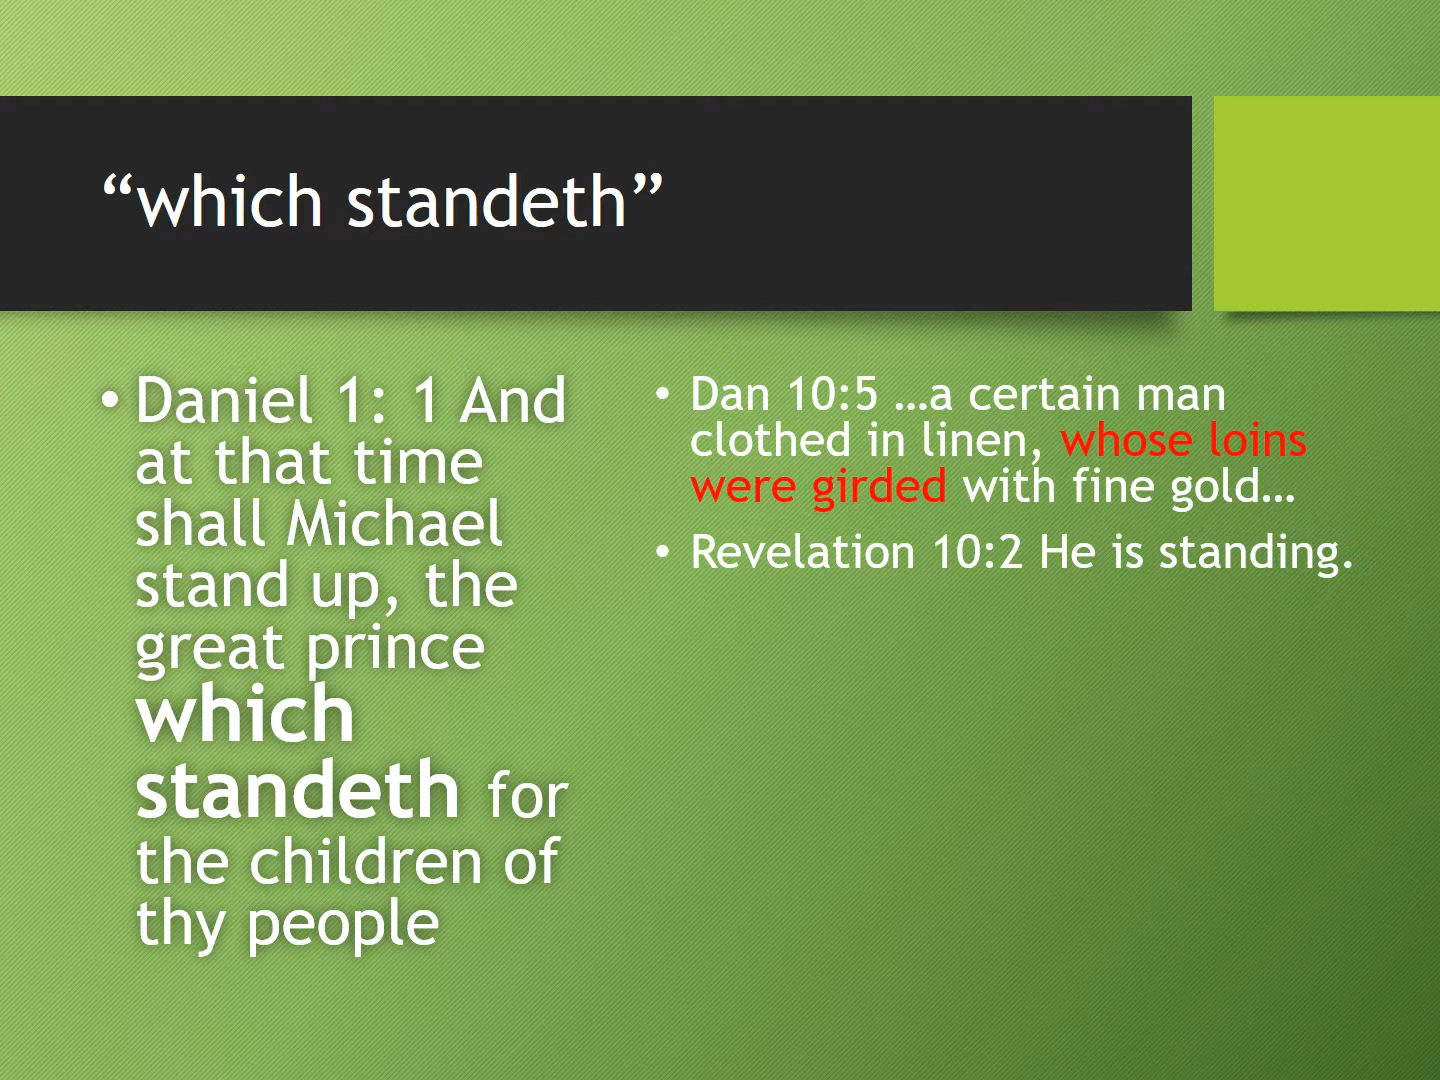 “which standeth”
• Daniel 1: 1 And
at that time
shall Michael
stand up, the
great prince
which
standeth for
the children of
thy people
• Dan 10:5 …a certain man
clothed in linen, whose loins
were girded with fine gold…
• Revelation 10:2 He is standing.